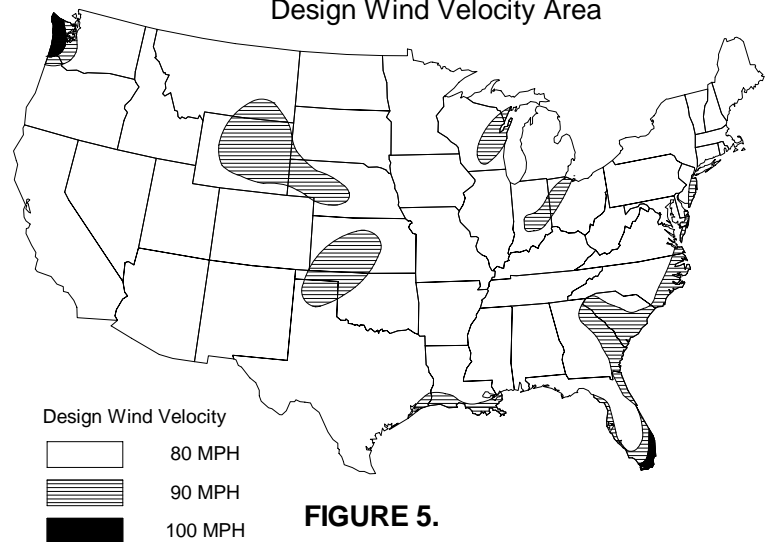 Design Wind Velocity Area
Design Wind Velocity
80 MPH
90 MPH
100 MPH
FIGURE 5.